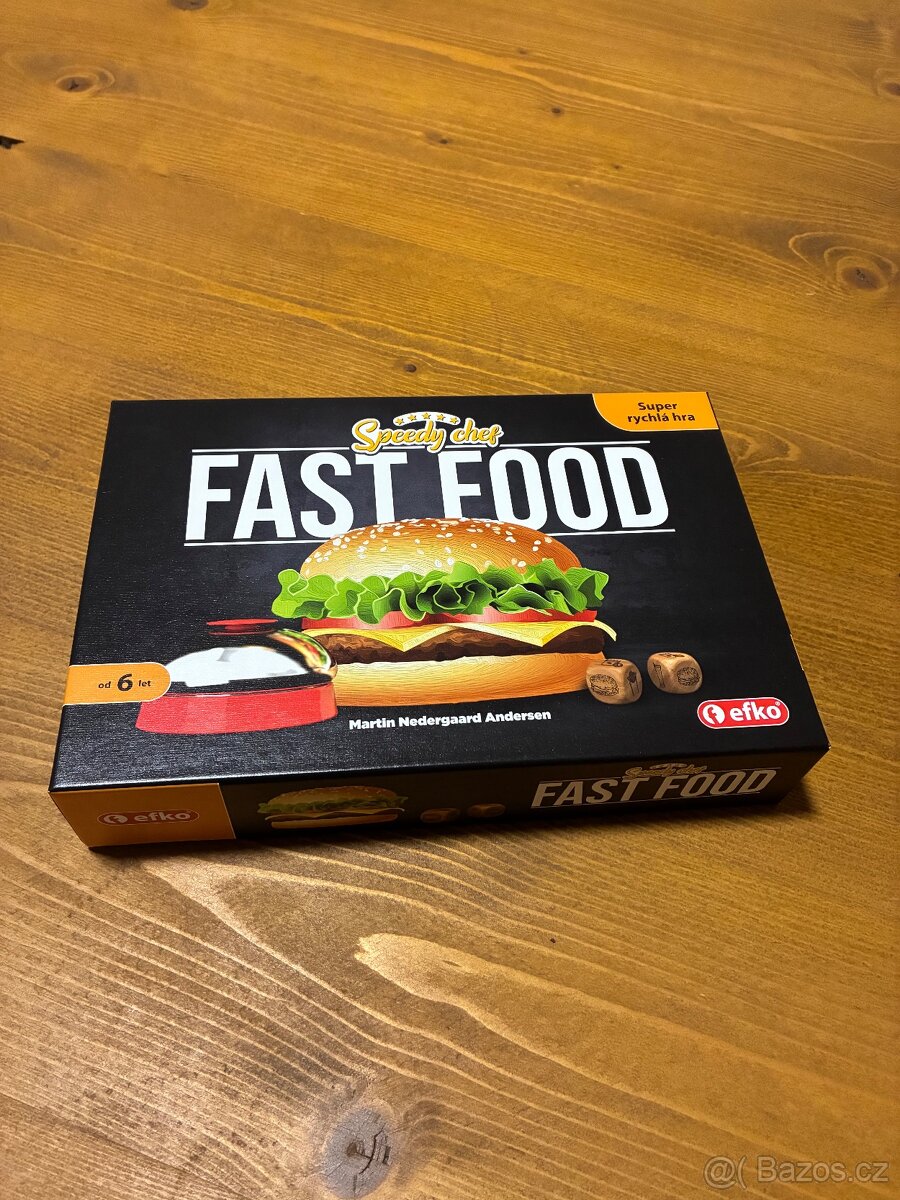 Super
rychlá hra
Speedy chef
FAST FOOD
od 6 let
Martin Nedergaard Andersen
efko
efko
Speedy chef
FAST FOOD
@( Bazos.cz